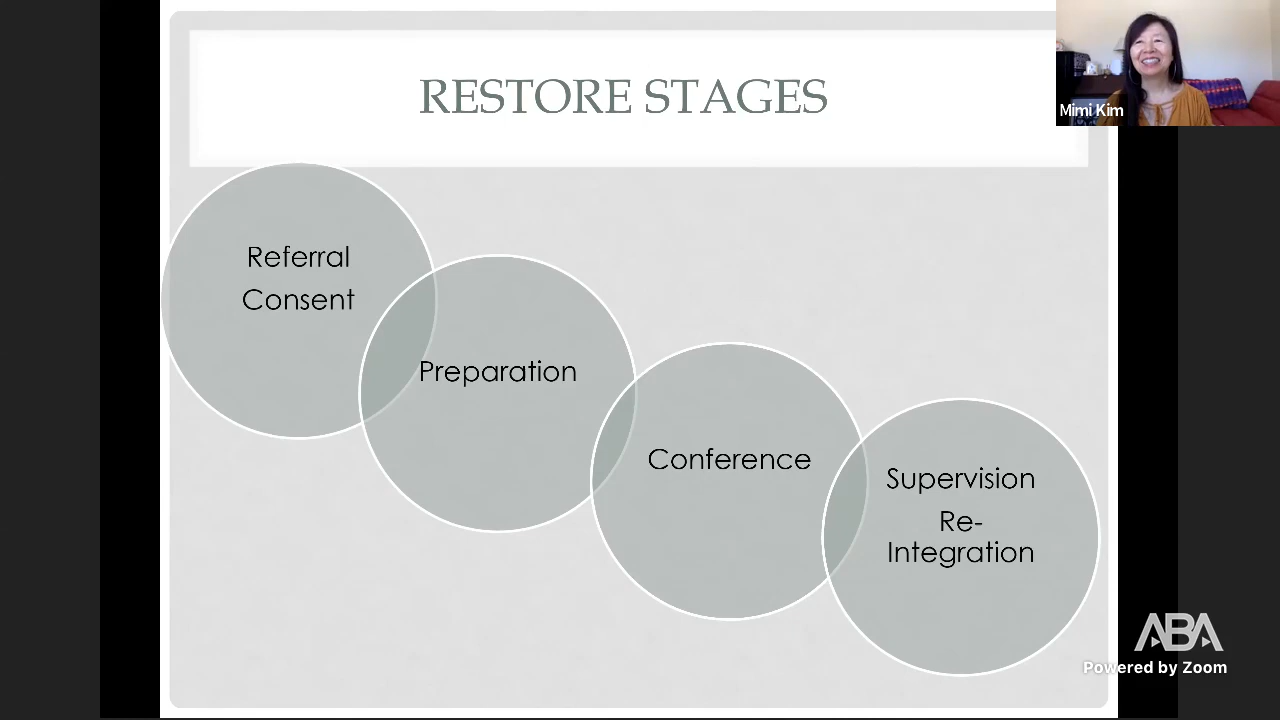 RESTORE STAGES
Mimi Kim
Referral
Consent
Preparation
Conference
Supervision
Re-
Integration
ABA
Powered by Zoom